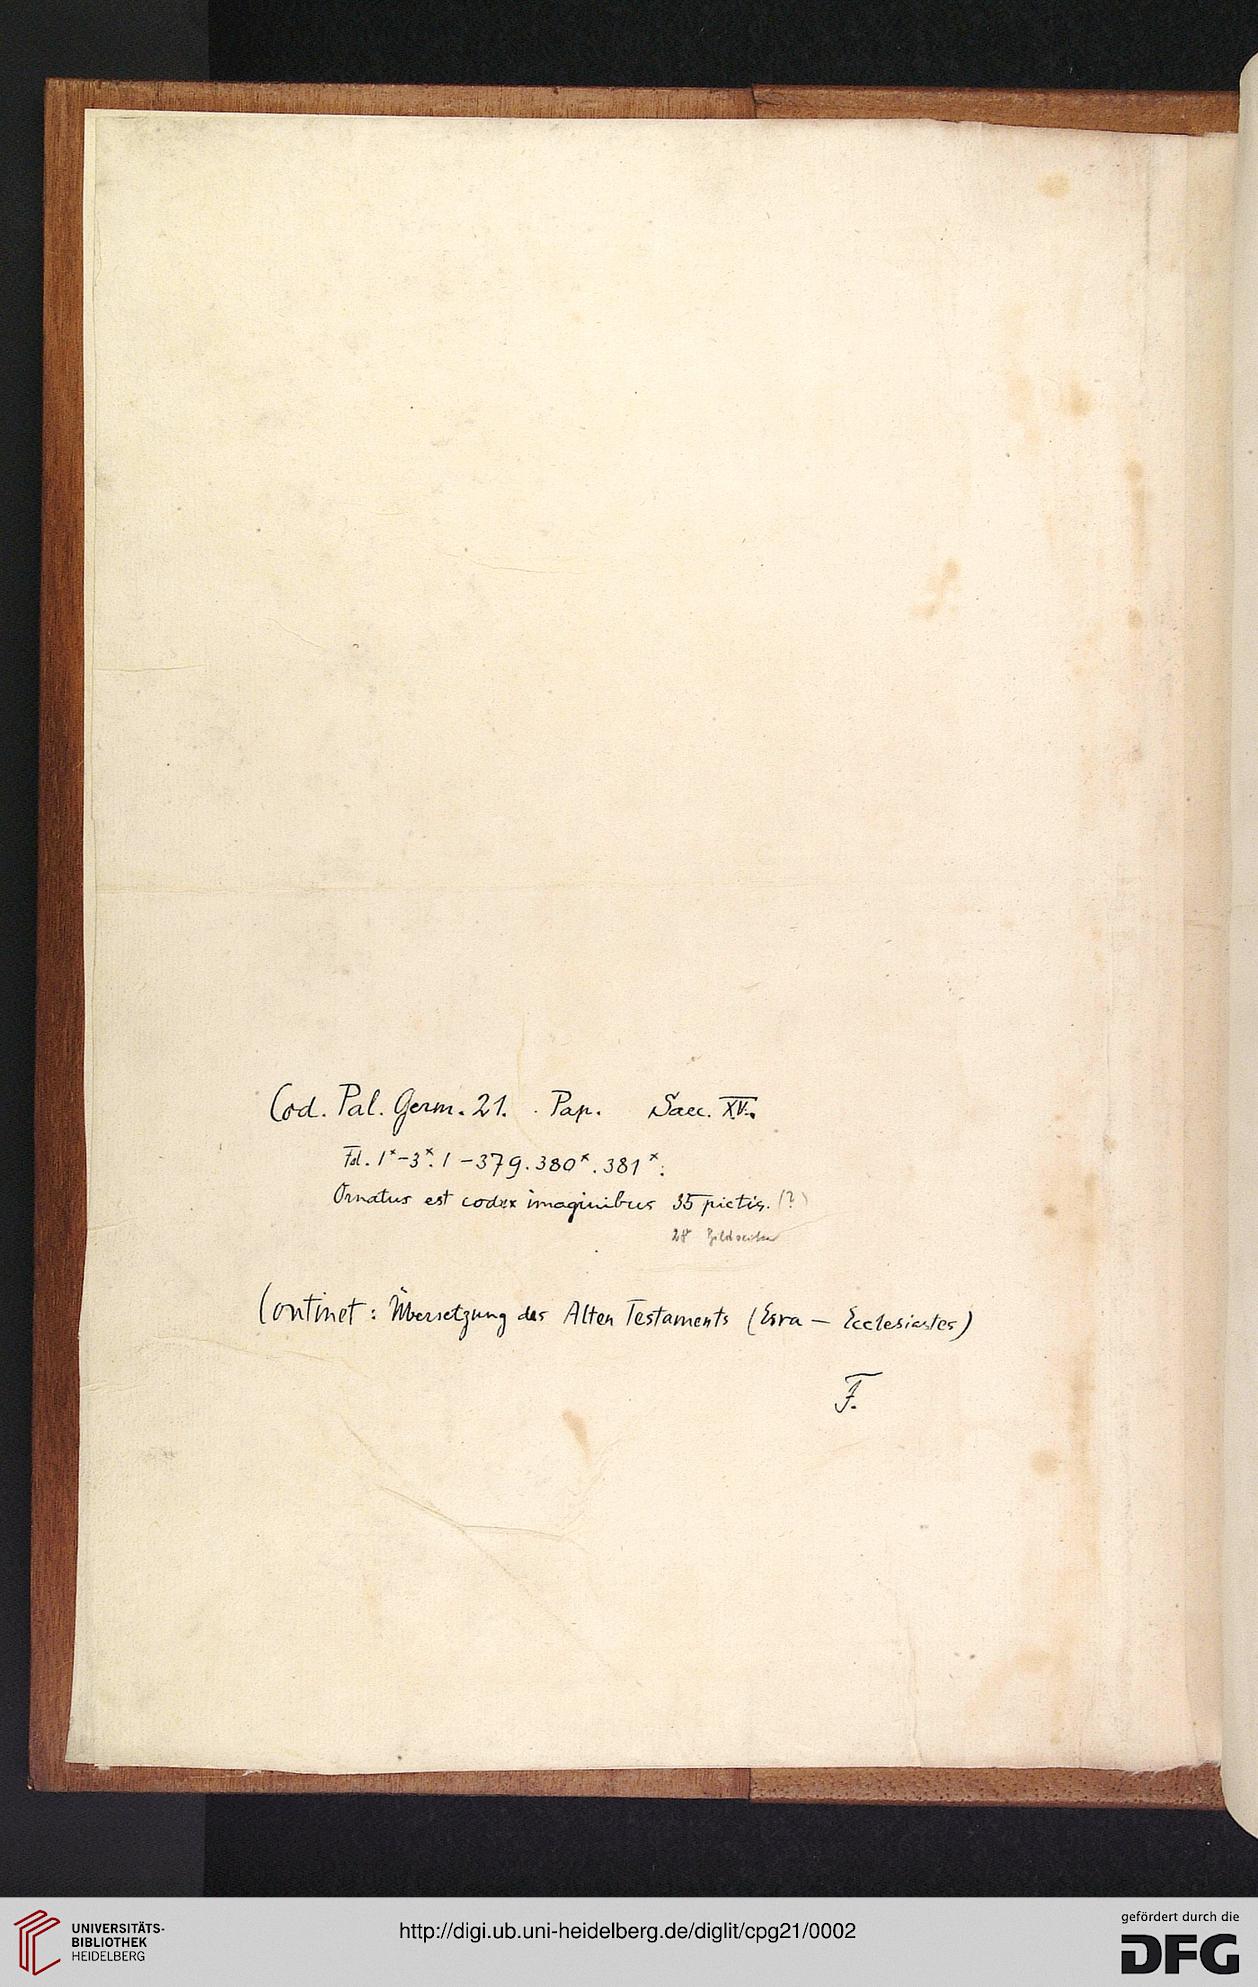 Cod. Pal. Germ. 21. Pap. Saec. XV.
Fol. 1*-3*. 1-379. 380*. 381*.
Ornatus est codex imaginibus 35 pictis. (?)
28 Bildseiten
Continet: Übersetzung des Alten Testaments (Esra — Ecclesiastes)
F.
UNIVERSITÄTS-
BIBLIOTHEK
HEIDELBERG
http://digi.ub.uni-heidelberg.de/diglit/cpg21/0002
gefördert durch die
DFG